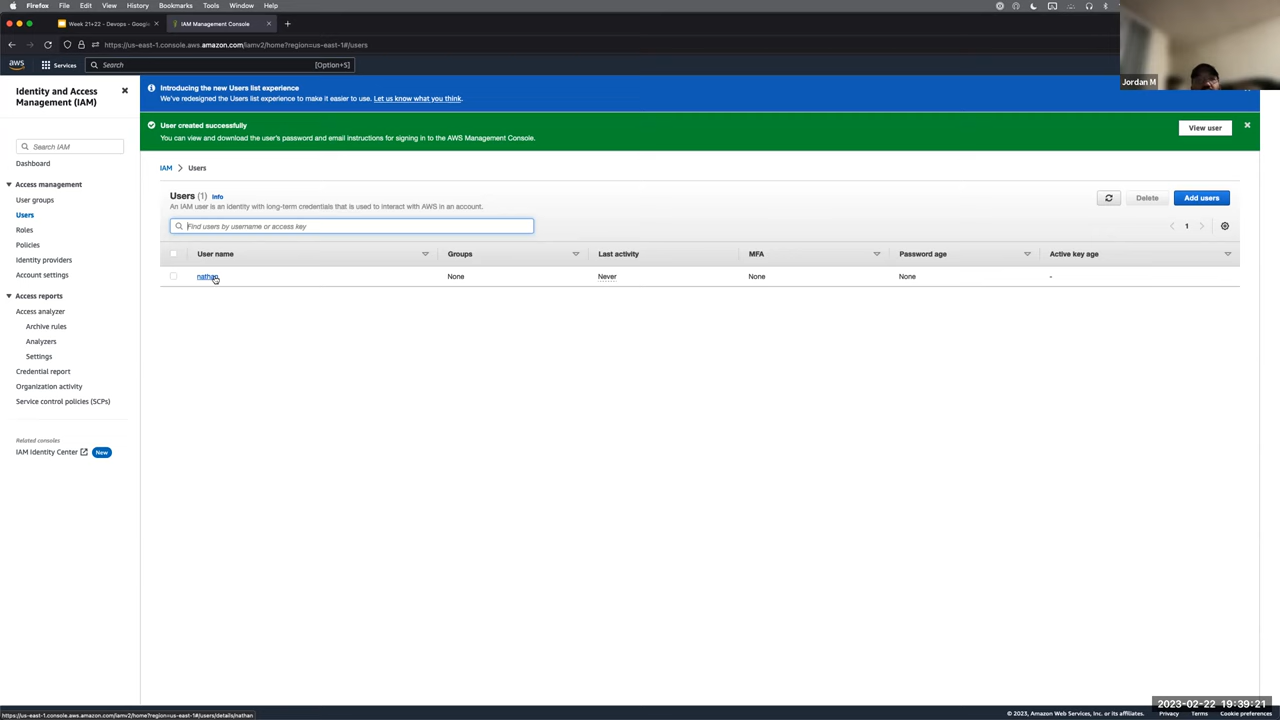 Firefox File Edit View History Bookmarks Tools Window Help
Week 21+22 - Devops - Google
IAM Management Console
https://us-east-1.console.aws.amazon.com/iamv2/home?region=us-east-1#/users
aws Services Search [Option+S]
Jordan M
Identity and Access Management (IAM)
Search IAM
Dashboard
Access management
User groups
Users
Roles
Policies
Identity providers
Account settings
Access reports
Access analyzer
Archive rules
Analyzers
Settings
Credential report
Organization activity
Service control policies (SCPs)
Related consoles
IAM Identity Center New
Introducing the new Users list experience
We've redesigned the Users list experience to make it easier to use. Let us know what you think.
User created successfully
You can view and download the user's password and email instructions for signing in to the AWS Management Console.
View user
IAM > Users
Users (1) Info
An IAM user is an identity with long-term credentials that is used to interact with AWS in an account.
Delete Add users
Find users by username or access key
1
User name Groups Last activity MFA Password age Active key age
nathan None Never None None -
https://us-east-1.console.aws.amazon.com/iamv2/home?region=us-east-1#/users/details/nathan
2023-02-22 19:39:21
© 2023, Amazon Web Services, Inc. or its affiliates. Privacy Terms Cookie preferences